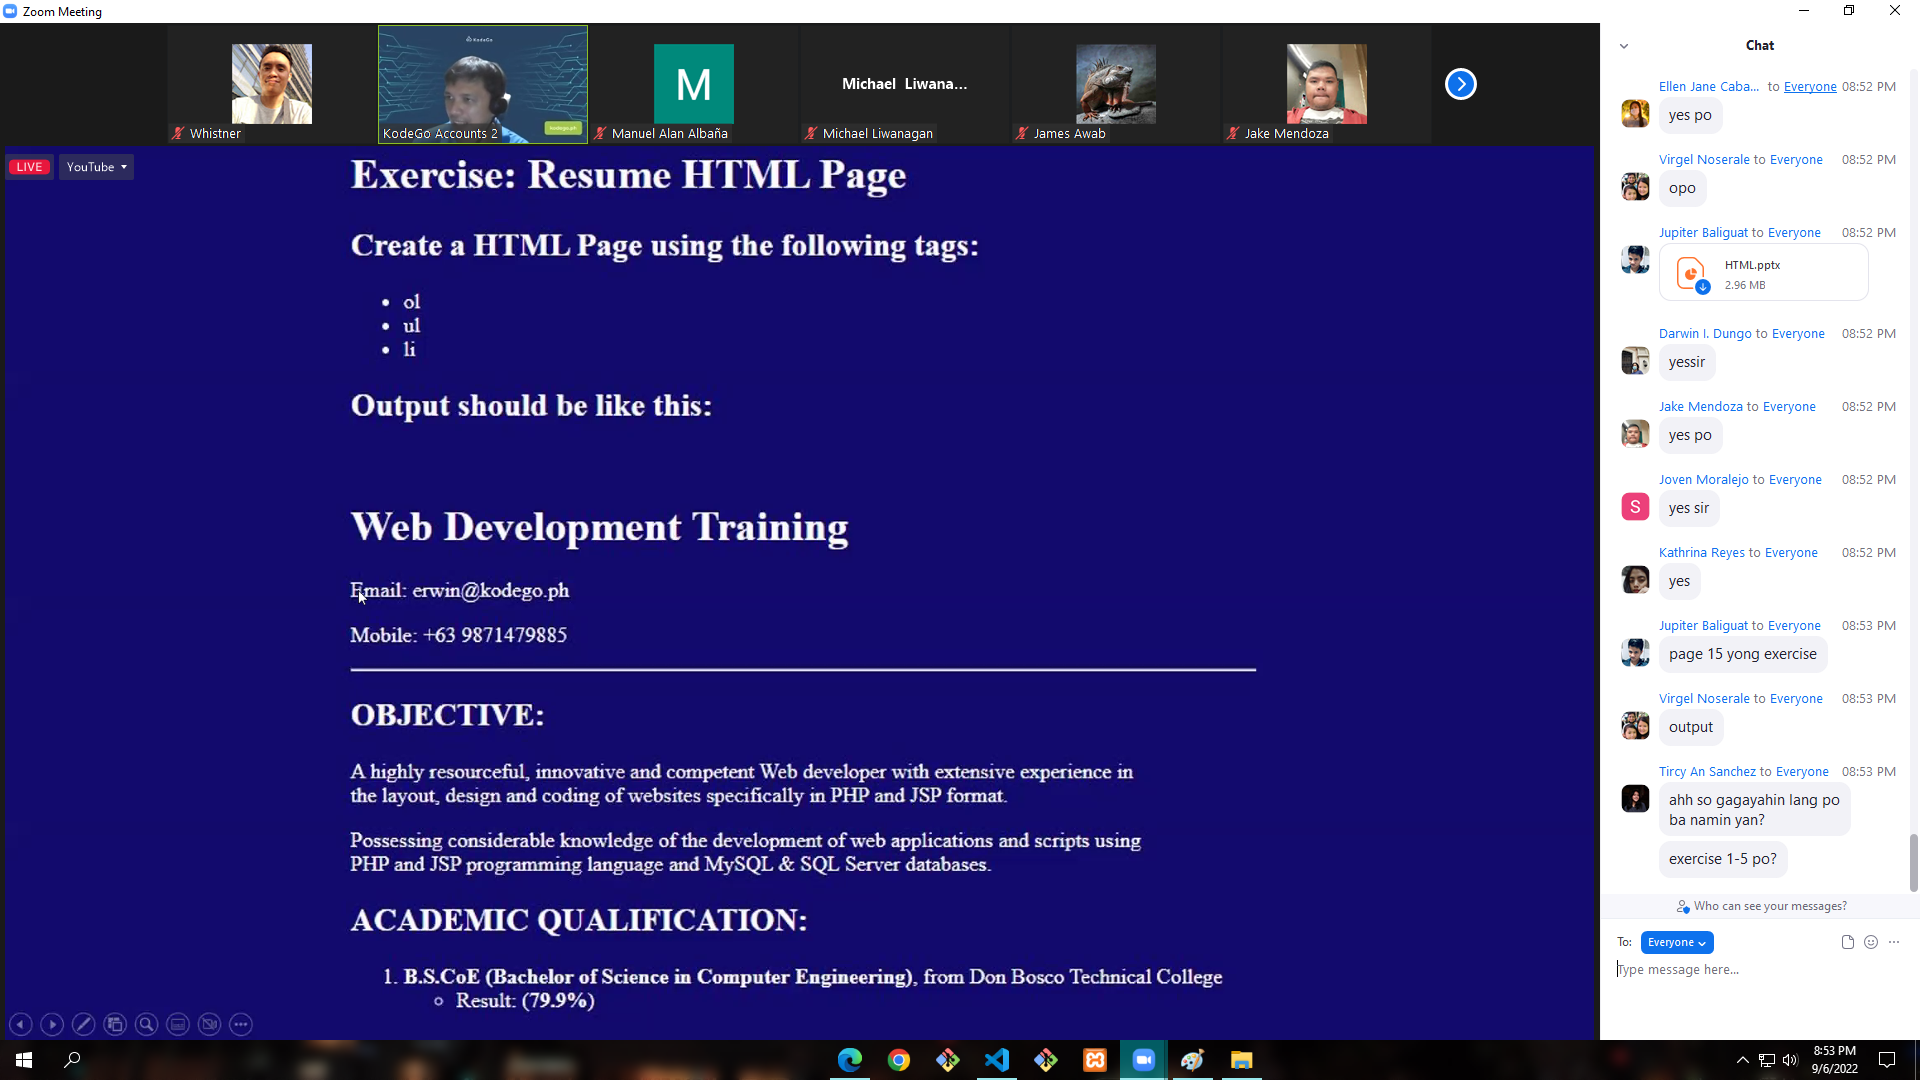 Zoom Meeting
KodeGo
kodego.ph
M
Michael Liwana...
Whistner
KodeGo Accounts 2
Manuel Alan Albaña
Michael Liwanagan
James Awab
Jake Mendoza
LIVE
YouTube
Exercise: Resume HTML Page
Create a HTML Page using the following tags:
• ol
• ul
• li
Output should be like this:
Web Development Training
Email: erwin@kodego.ph
Mobile: +63 9871479885
OBJECTIVE:
A highly resourceful, innovative and competent Web developer with extensive experience in
the layout, design and coding of websites specifically in PHP and JSP format.
Possessing considerable knowledge of the development of web applications and scripts using
PHP and JSP programming language and MySQL & SQL Server databases.
ACADEMIC QUALIFICATION:
1. B.S.CoE (Bachelor of Science in Computer Engineering), from Don Bosco Technical College
○ Result: (79.9%)
Chat
Ellen Jane Caba... to Everyone 08:52 PM
yes po
Virgel Noserale to Everyone 08:52 PM
opo
Jupiter Baliguat to Everyone 08:52 PM
HTML.pptx
2.96 MB
Darwin I. Dungo to Everyone 08:52 PM
yessir
Jake Mendoza to Everyone 08:52 PM
yes po
Joven Moralejo to Everyone 08:52 PM
S
yes sir
Kathrina Reyes to Everyone 08:52 PM
yes
Jupiter Baliguat to Everyone 08:53 PM
page 15 yong exercise
Virgel Noserale to Everyone 08:53 PM
output
Tircy An Sanchez to Everyone 08:53 PM
ahh so gagayahin lang po
ba namin yan?
exercise 1-5 po?
Who can see your messages?
To: Everyone
Type message here...
8:53 PM
9/6/2022